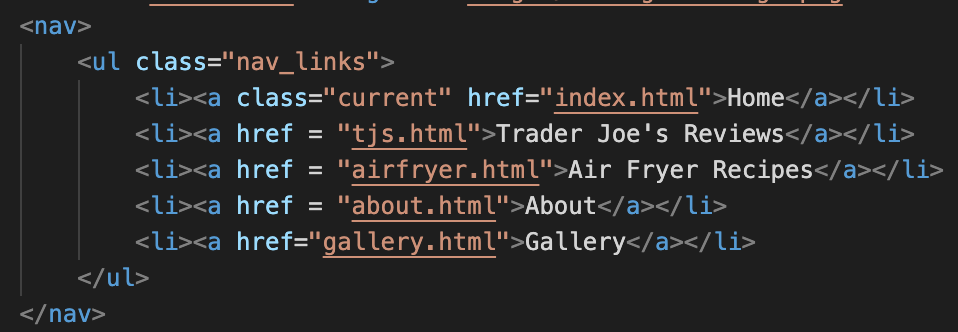 <nav>
<ul class="nav_links">
<li><a class="current" href="index.html">Home</a></li>
<li><a href = "tjs.html">Trader Joe's Reviews</a></li>
<li><a href = "airfryer.html">Air Fryer Recipes</a></li>
<li><a href = "about.html">About</a></li>
<li><a href="gallery.html">Gallery</a></li>
</ul>
</nav>